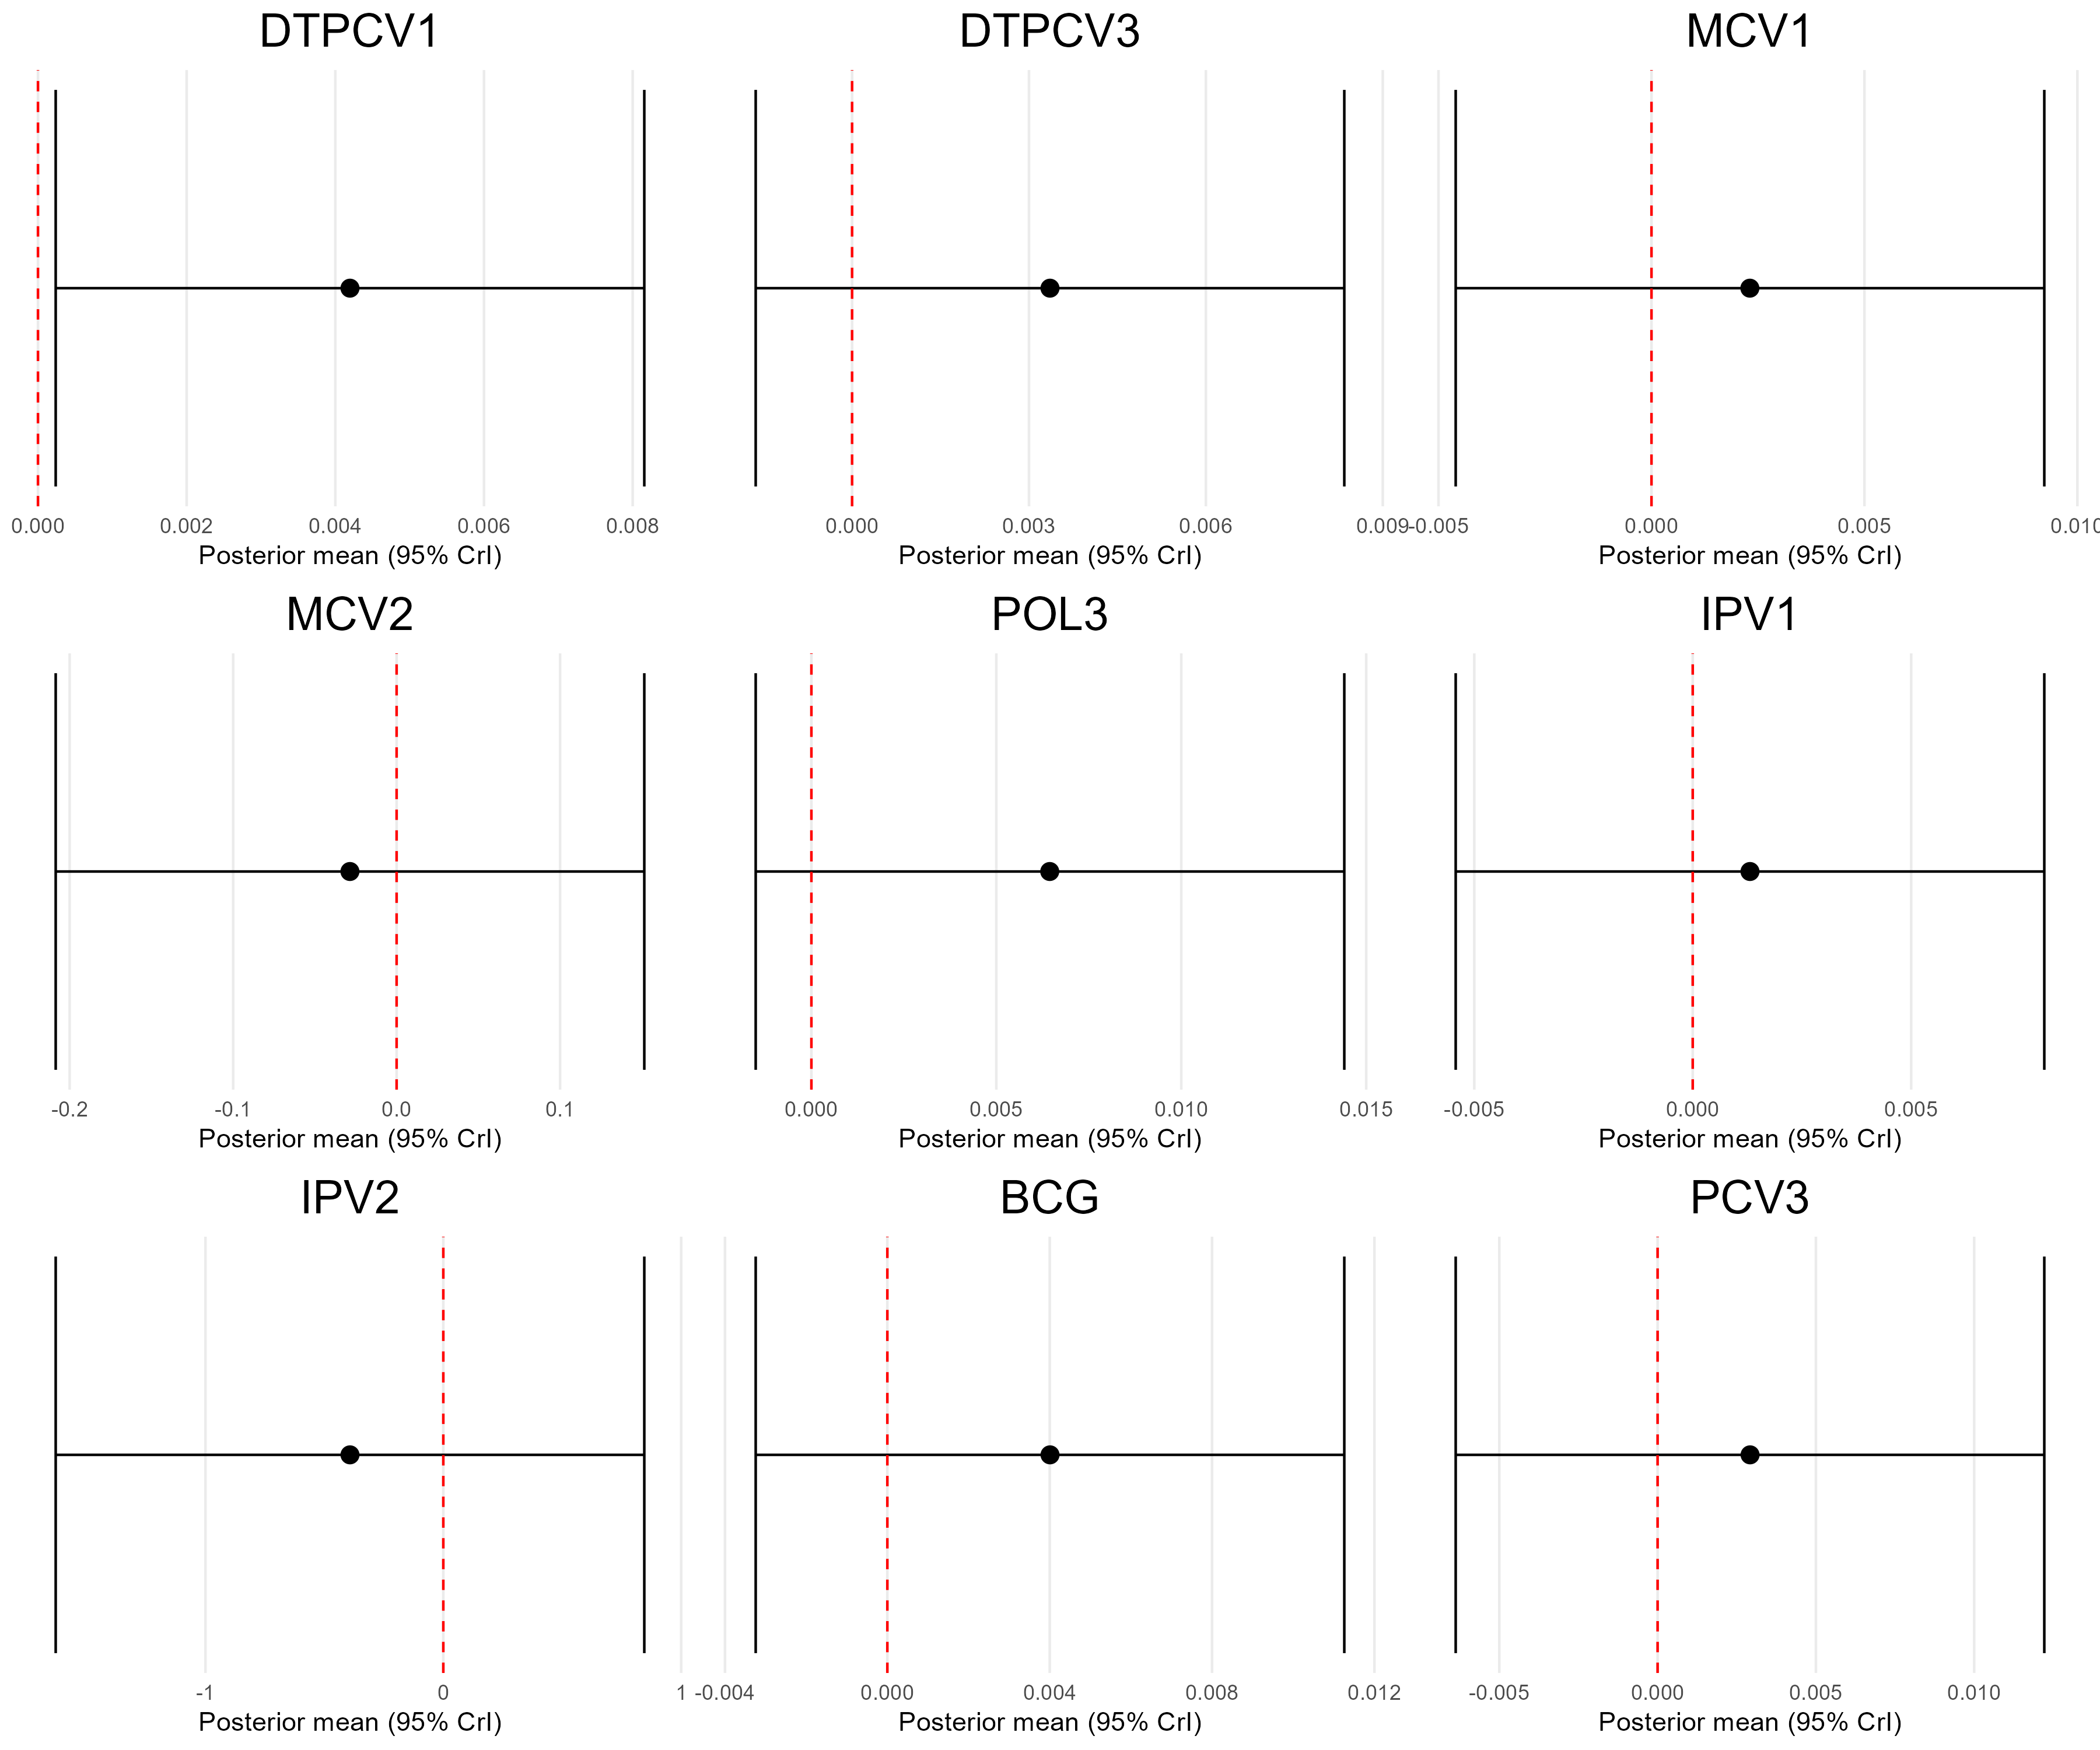 DTPCV1 DTPCV3 MCV1
0.000 0.002 0.004 0.006 0.008 0.000 0.003 0.006 0.009 -0.005 0.000 0.005 0.010
Posterior mean (95% CrI) Posterior mean (95% CrI) Posterior mean (95% CrI)
MCV2 POL3 IPV1
-0.2 -0.1 0.0 0.1 0.000 0.005 0.010 0.015 -0.005 0.000 0.005
Posterior mean (95% CrI) Posterior mean (95% CrI) Posterior mean (95% CrI)
IPV2 BCG PCV3
-1 0 1 -0.004 0.000 0.004 0.008 0.012 -0.005 0.000 0.005 0.010
Posterior mean (95% CrI) Posterior mean (95% CrI) Posterior mean (95% CrI)